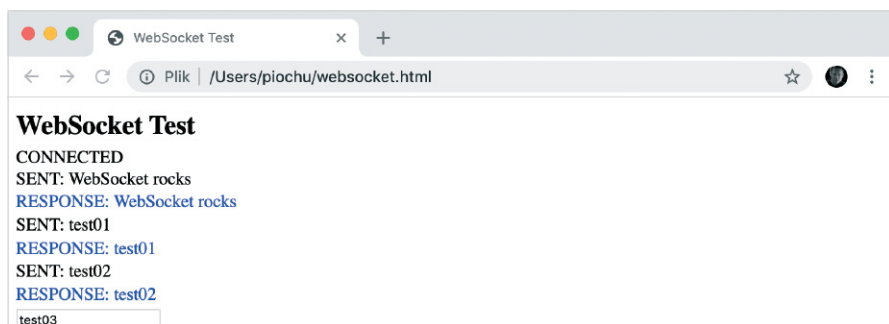 WebSocket Test
Plik | /Users/piochu/websocket.html
WebSocket Test
CONNECTED
SENT: WebSocket rocks
RESPONSE: WebSocket rocks
SENT: test01
RESPONSE: test01
SENT: test02
RESPONSE: test02
test03